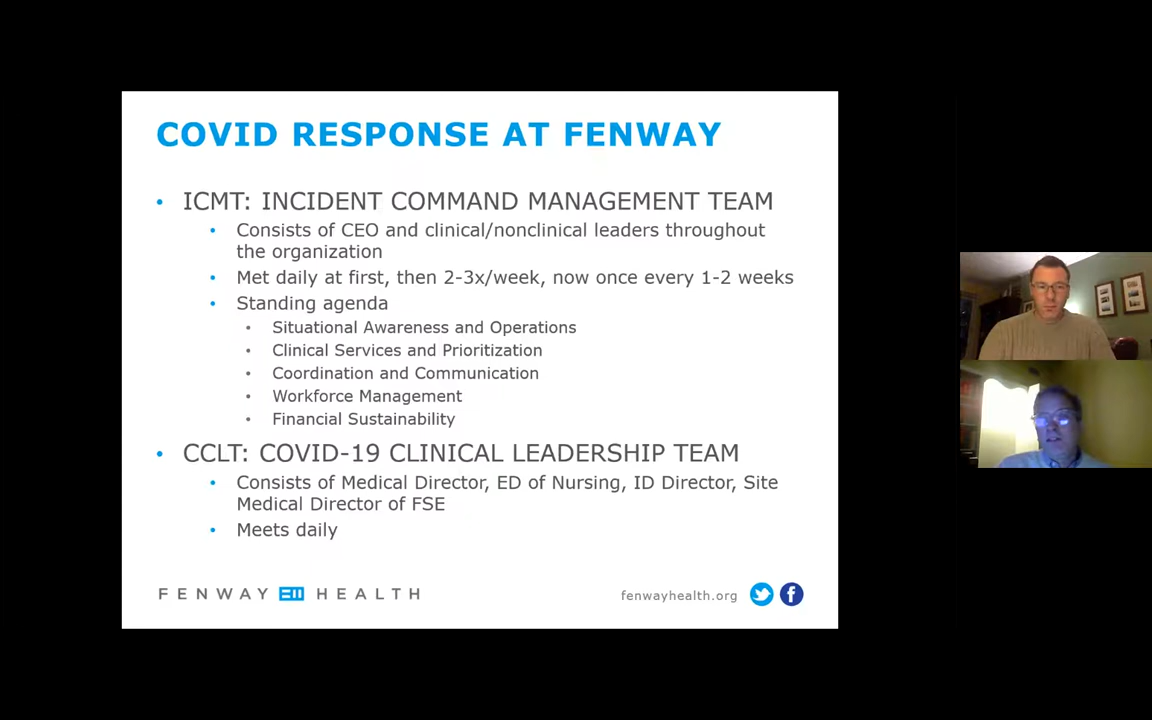 COVID RESPONSE AT FENWAY
• ICMT: INCIDENT COMMAND MANAGEMENT TEAM
• Consists of CEO and clinical/nonclinical leaders throughout
the organization
• Met daily at first, then 2-3x/week, now once every 1-2 weeks
• Standing agenda
• Situational Awareness and Operations
• Clinical Services and Prioritization
• Coordination and Communication
• Workforce Management
• Financial Sustainability
• CCLT: COVID-19 CLINICAL LEADERSHIP TEAM
• Consists of Medical Director, ED of Nursing, ID Director, Site
Medical Director of FSE
• Meets daily
FENWAY HEALTH
fenwayhealth.org